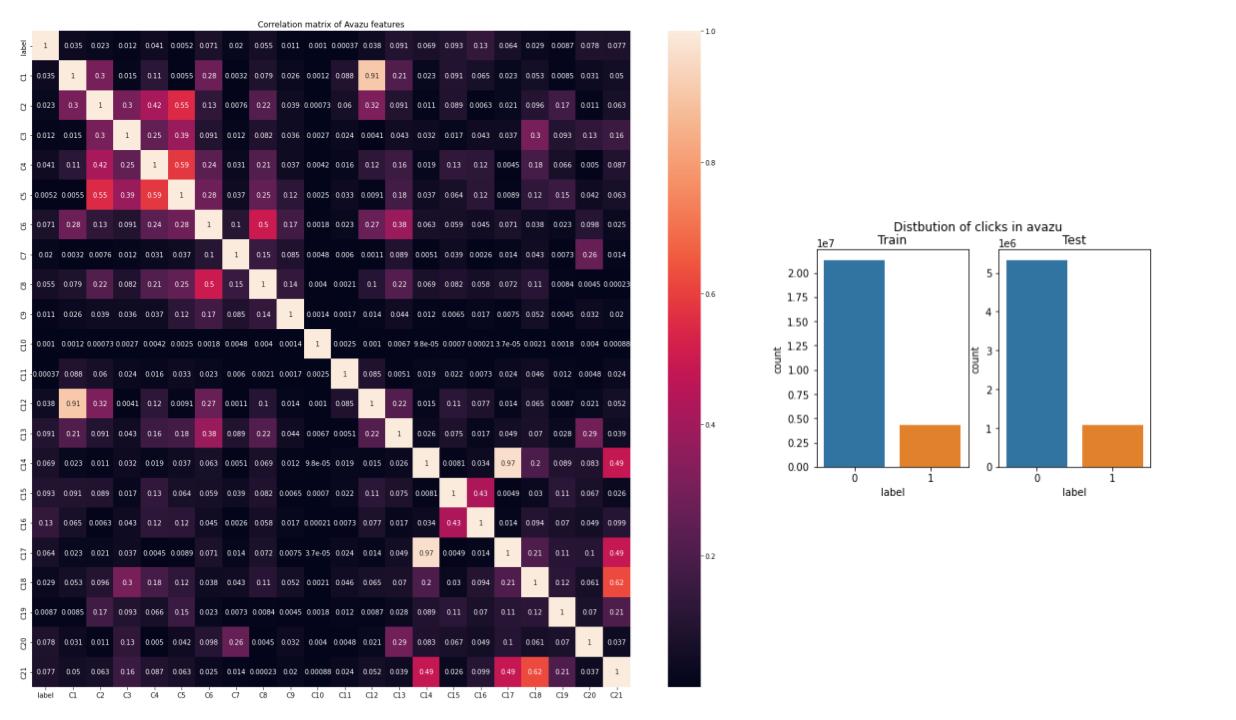 Correlation matrix of Avazu features
label 1 0.035 0.023 0.012 0.041 0.0052 0.071 0.02 0.055 0.011 0.001 0.00037 0.038 0.091 0.069 0.093 0.13 0.064 0.029 0.0087 0.078 0.077
C1 0.035 1 0.3 0.015 0.11 0.0055 0.28 0.0032 0.079 0.026 0.0012 0.088 0.91 0.21 0.023 0.091 0.065 0.023 0.053 0.0085 0.031 0.05
C2 0.023 0.3 1 0.3 0.42 0.55 0.13 0.0076 0.22 0.039 0.00073 0.06 0.32 0.091 0.011 0.089 0.0063 0.021 0.096 0.17 0.011 0.063
C3 0.012 0.015 0.3 1 0.25 0.39 0.091 0.012 0.082 0.036 0.0027 0.024 0.0041 0.043 0.032 0.017 0.043 0.037 0.3 0.093 0.13 0.16
C4 0.041 0.11 0.42 0.25 1 0.59 0.24 0.031 0.21 0.037 0.0042 0.016 0.12 0.16 0.019 0.13 0.12 0.0045 0.18 0.066 0.005 0.087
C5 0.0052 0.0055 0.55 0.39 0.59 1 0.28 0.037 0.25 0.12 0.0025 0.033 0.0091 0.18 0.037 0.064 0.12 0.0089 0.12 0.15 0.042 0.063
C6 0.071 0.28 0.13 0.091 0.24 0.28 1 0.1 0.5 0.17 0.0018 0.023 0.27 0.38 0.063 0.059 0.045 0.071 0.038 0.023 0.098 0.025
C7 0.02 0.0032 0.0076 0.012 0.031 0.037 0.1 1 0.15 0.085 0.0048 0.006 0.0011 0.089 0.0051 0.039 0.0026 0.014 0.043 0.0073 0.26 0.014
C8 0.055 0.079 0.22 0.082 0.21 0.25 0.5 0.15 1 0.14 0.004 0.0021 0.1 0.22 0.069 0.082 0.058 0.072 0.11 0.0084 0.0045 0.00023
C9 0.011 0.026 0.039 0.036 0.037 0.12 0.17 0.085 0.14 1 0.0014 0.0017 0.014 0.044 0.012 0.0065 0.017 0.0075 0.052 0.0045 0.032 0.02
C10 0.001 0.0012 0.00073 0.0027 0.0042 0.0025 0.0018 0.0048 0.004 0.0014 1 0.0025 0.001 0.0067 9.8e-05 0.0007 0.00021 3.7e-05 0.0021 0.0018 0.004 0.00088
C11 0.00037 0.088 0.06 0.024 0.016 0.033 0.023 0.006 0.0021 0.0017 0.0025 1 0.085 0.0051 0.019 0.022 0.0073 0.024 0.046 0.012 0.0048 0.024
C12 0.038 0.91 0.32 0.0041 0.12 0.0091 0.27 0.0011 0.1 0.014 0.001 0.085 1 0.22 0.015 0.11 0.077 0.014 0.065 0.0087 0.021 0.052
C13 0.091 0.21 0.091 0.043 0.16 0.18 0.38 0.089 0.22 0.044 0.0067 0.0051 0.22 1 0.026 0.075 0.017 0.049 0.07 0.028 0.29 0.039
C14 0.069 0.023 0.011 0.032 0.019 0.037 0.063 0.0051 0.069 0.012 9.8e-05 0.019 0.015 0.026 1 0.0081 0.034 0.97 0.2 0.089 0.083 0.49
C15 0.093 0.091 0.089 0.017 0.13 0.064 0.059 0.039 0.082 0.0065 0.0007 0.022 0.11 0.075 0.0081 1 0.43 0.0049 0.03 0.11 0.067 0.026
C16 0.13 0.065 0.0063 0.043 0.12 0.12 0.045 0.0026 0.058 0.017 0.00021 0.0073 0.077 0.017 0.034 0.43 1 0.014 0.094 0.07 0.049 0.099
C17 0.064 0.023 0.021 0.037 0.0045 0.0089 0.071 0.014 0.072 0.0075 3.7e-05 0.024 0.014 0.049 0.97 0.0049 0.014 1 0.21 0.11 0.1 0.49
C18 0.029 0.053 0.096 0.3 0.18 0.12 0.038 0.043 0.11 0.052 0.0021 0.046 0.065 0.07 0.2 0.03 0.094 0.21 1 0.12 0.061 0.62
C19 0.0087 0.0085 0.17 0.093 0.066 0.15 0.023 0.0073 0.0084 0.0045 0.0018 0.012 0.0087 0.028 0.089 0.11 0.07 0.11 0.12 1 0.07 0.21
C20 0.078 0.031 0.011 0.13 0.005 0.042 0.098 0.26 0.0045 0.032 0.004 0.0048 0.021 0.29 0.083 0.067 0.049 0.1 0.061 0.07 1 0.037
C21 0.077 0.05 0.063 0.16 0.087 0.063 0.025 0.014 0.00023 0.02 0.00088 0.024 0.052 0.039 0.49 0.026 0.099 0.49 0.62 0.21 0.037 1
label C1 C2 C3 C4 C5 C6 C7 C8 C9 C10 C11 C12 C13 C14 C15 C16 C17 C18 C19 C20 C21
1.0
0.8
0.6
0.4
0.2
Distbution of clicks in avazu
Train
1e7
2.00
1.75
1.50
1.25
1.00
0.75
0.50
0.25
0.00
count
0 1
label
Test
1e6
5
4
3
2
1
0
count
0 1
label